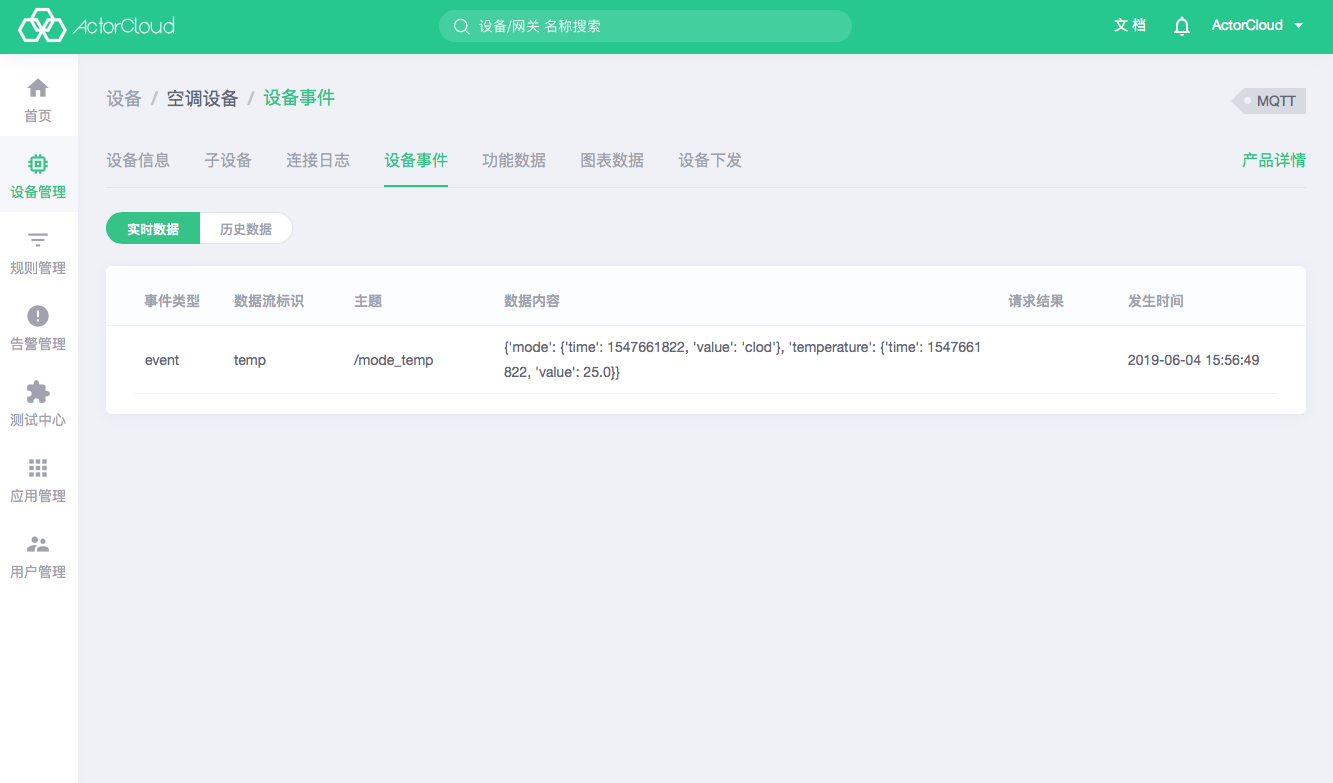 ActorCloud
设备/网关 名称搜索
文 档
ActorCloud
首页
设备管理
规则管理
告警管理
测试中心
应用管理
用户管理
设备 / 空调设备 / 设备事件
MQTT
设备信息 子设备 连接日志 设备事件 功能数据 图表数据 设备下发 产品详情
实时数据 历史数据
事件类型 数据流标识 主题 数据内容 请求结果 发生时间
event temp /mode_temp
{'mode': {'time': 1547661822, 'value': 'clod'}, 'temperature': {'time': 1547661
822, 'value': 25.0}}
2019-06-04 15:56:49